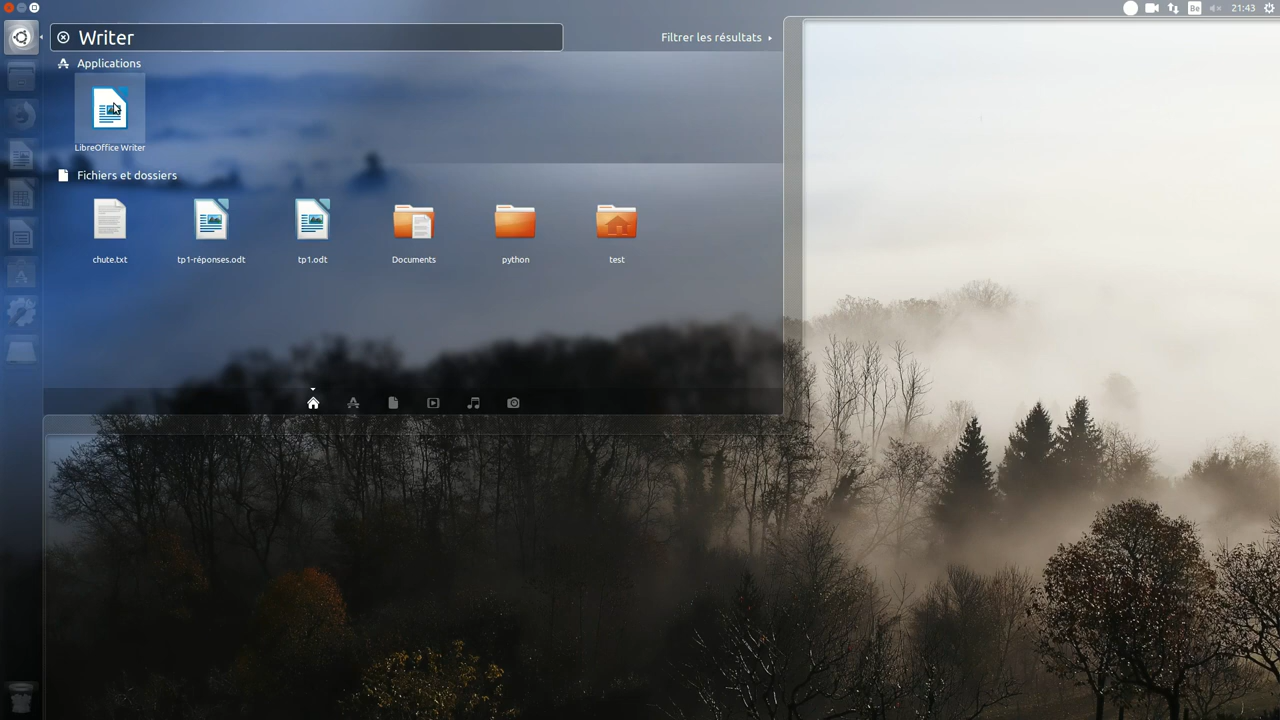 Be
21:43
Writer
Filtrer les résultats
Applications
LibreOffice Writer
Fichiers et dossiers
chute.txt
tp1-réponses.odt
tp1.odt
Documents
python
test